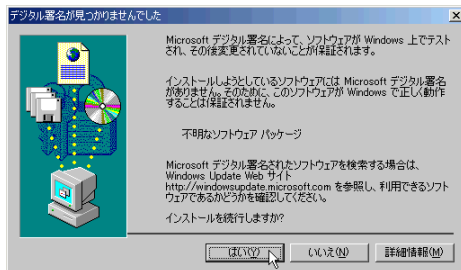 デジタル署名が見つかりませんでした
Microsoft デジタル署名によって、ソフトウェアが Windows 上でテスト
され、その後変更されていないことが保証されます。
インストールしようとしているソフトウェアには Microsoft デジタル署名
がありません。そのために、このソフトウェアが Windows で正しく動作
することは保証されません。
不明なソフトウェア パッケージ
Microsoft デジタル署名されたソフトウェアを検索する場合は、
Windows Update Web サイト
http://windowsupdate.microsoft.com を参照し、利用できるソフト
ウェアであるかどうかを確認してください。
インストールを続行しますか?
はい(Y) いいえ(N) 詳細情報(M)